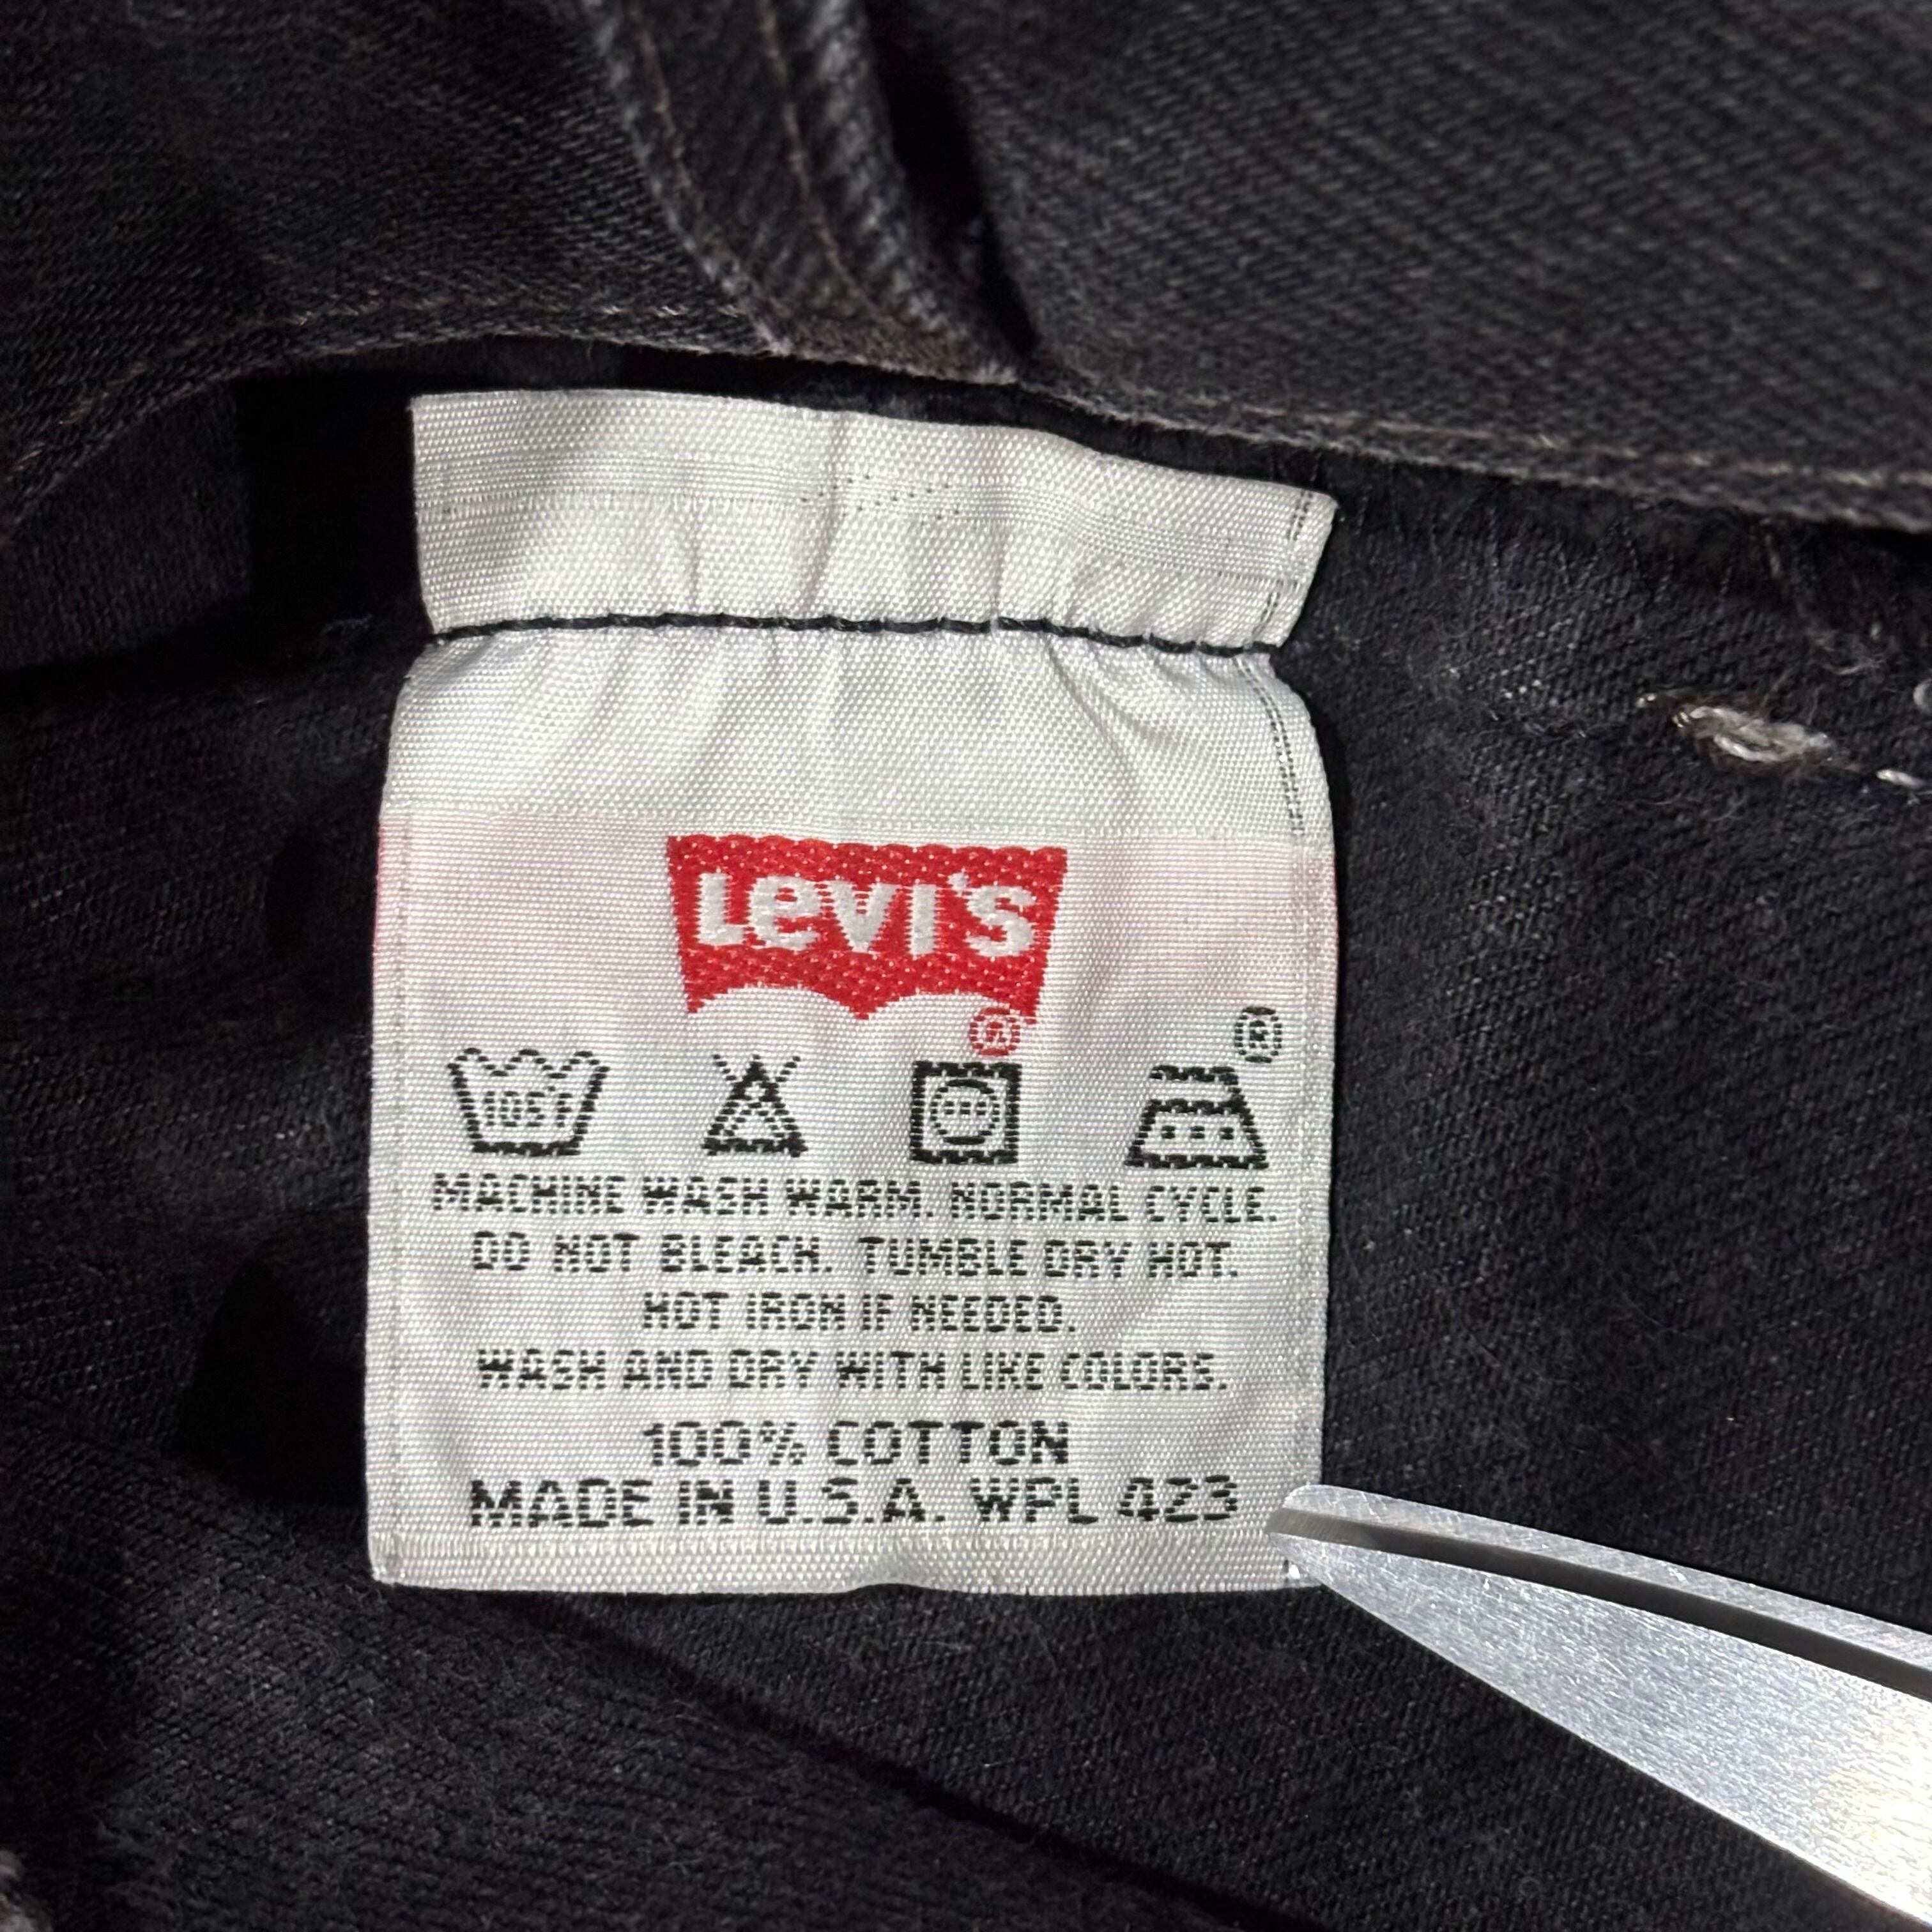 Levi's
®
®
105F
MACHINE WASH WARM. NORMAL CYCLE.
DO NOT BLEACH. TUMBLE DRY HOT.
HOT IRON IF NEEDED.
WASH AND DRY WITH LIKE COLORS.
100% COTTON
MADE IN U.S.A. WPL 423